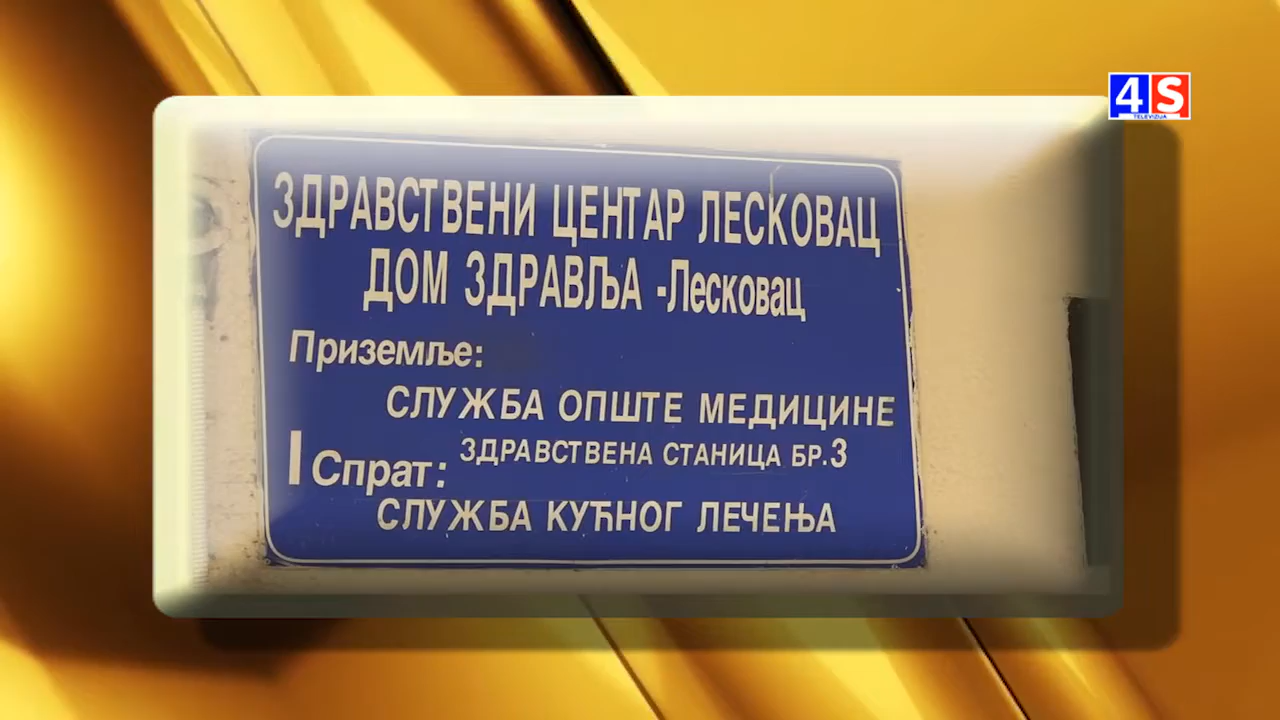 4S
TELEVIZIJA
ЗДРАВСТВЕНИ ЦЕНТАР ЛЕСКОВАЦ
ДОМ ЗДРАВЉА -Лесковац
Приземље:
СЛУЖБА ОПШТЕ МЕДИЦИНЕ
ЗДРАВСТВЕНА СТАНИЦА БР.3
I Спрат:
СЛУЖБА КУЋНОГ ЛЕЧЕЊА